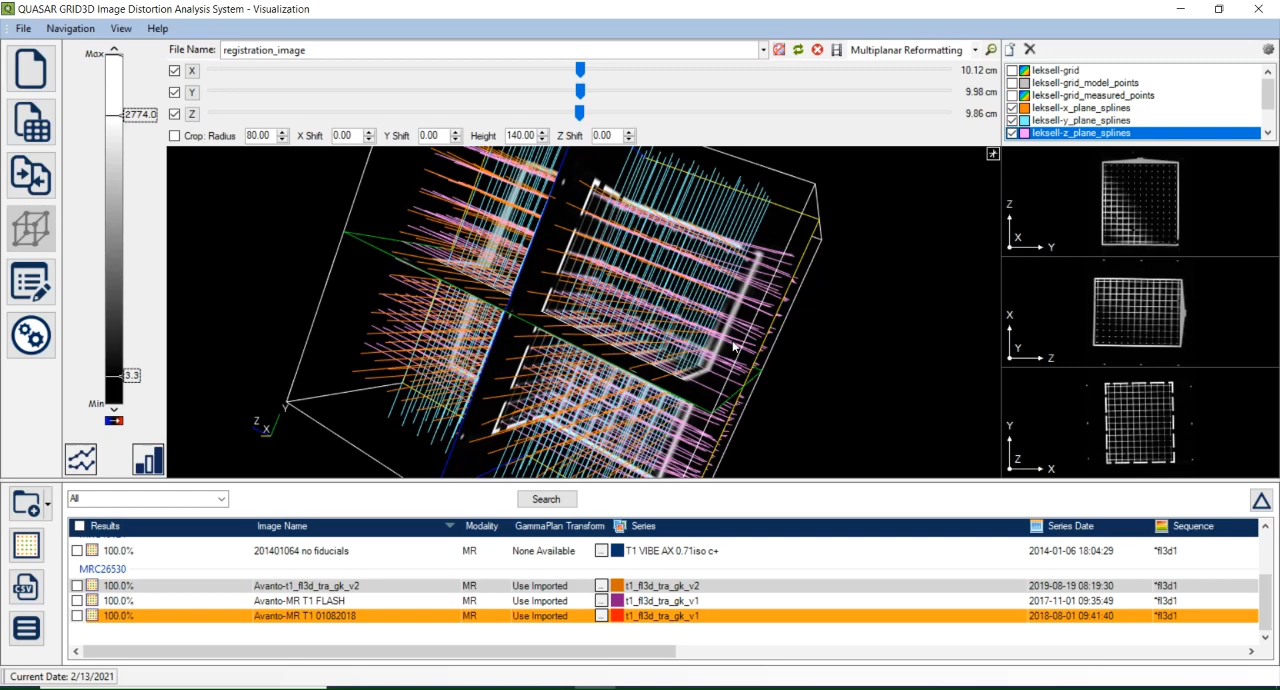 QUASAR GRID3D Image Distortion Analysis System - Visualization
File Navigation View Help
File Name: registration_image Multiplanar Reformatting
X 10.12 cm
Y 9.98 cm
Z 9.86 cm
Crop: Radius 80.00 X Shift 0.00 Y Shift 0.00 Height 140.00 Z Shift 0.00
Max
2774.0
3.3
Min
leksell-grid
leksell-grid_model_points
leksell-grid_measured_points
leksell-x_plane_splines
leksell-y_plane_splines
leksell-z_plane_splines
Z
X
Y
Z
X
Y
X
Y
Z
Y
Z
X
All Search
Results Image Name Modality GammaPlan Transform Series Series Date Sequence
100.0% 201401064 no fiducials MR None Available ... T1 VIBE AX 0.71iso c+ 2014-01-06 18:04:29 *fl3d1
MRC26530
100.0% Avanto-t1_fl3d_tra_gk_v2 MR Use Imported ... t1_fl3d_tra_gk_v2 2019-08-19 08:19:30 *fl3d1
100.0% Avanto-MR T1 FLASH MR Use Imported ... t1_fl3d_tra_gk_v1 2017-11-01 09:35:49 *fl3d1
100.0% Avanto-MR T1 01082018 MR Use Imported ... t1_fl3d_tra_gk_v1 2018-08-01 09:41:40 *fl3d1
CSV
Current Date: 2/13/2021